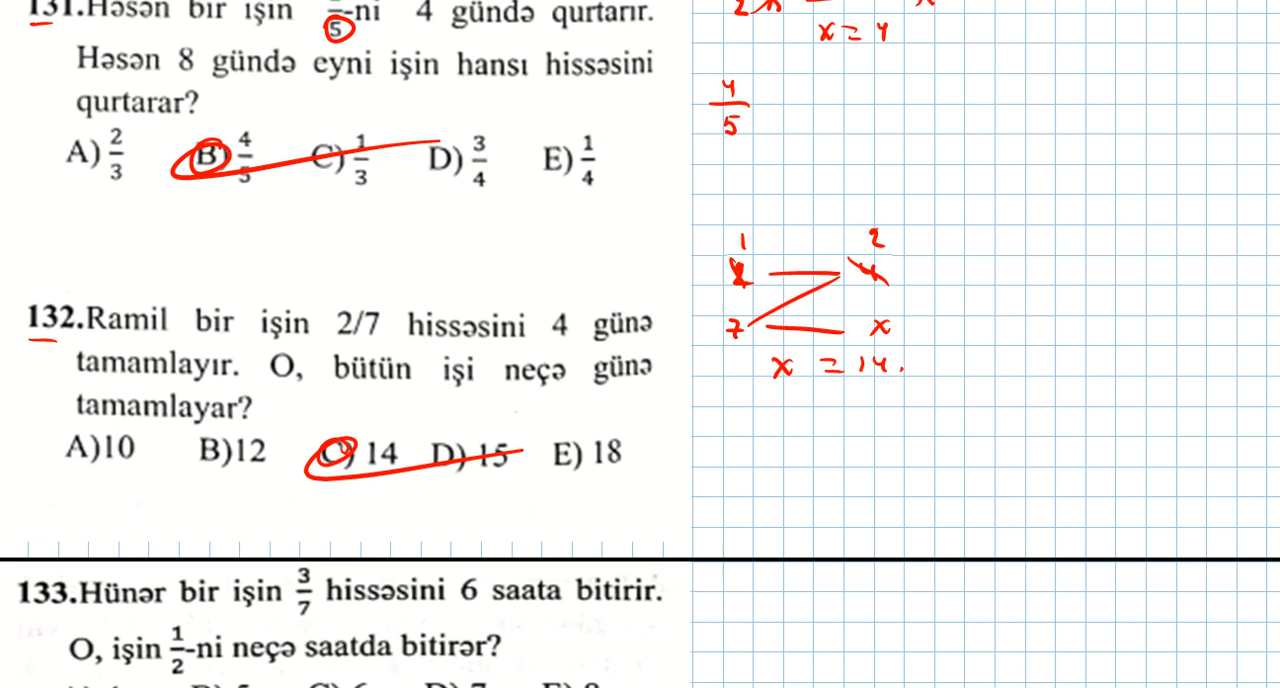 131.Həsən bir işin /5-ni 4 gündə qurtarır.
Həsən 8 gündə eyni işin hansı hissəsini
qurtarar?
A) 2/3 B) 4/5 C) 1/3 D) 3/4 E) 1/4
x = 4
4/5
1 2
2 4
7 x
x = 14.
132.Ramil bir işin 2/7 hissəsini 4 günə
tamamlayır. O, bütün işi neçə günə
tamamlayar?
A)10 B)12 C) 14 D) 15 E) 18
133.Hünər bir işin 3/7 hissəsini 6 saata bitirir.
O, işin 1/2-ni neçə saatda bitirər?